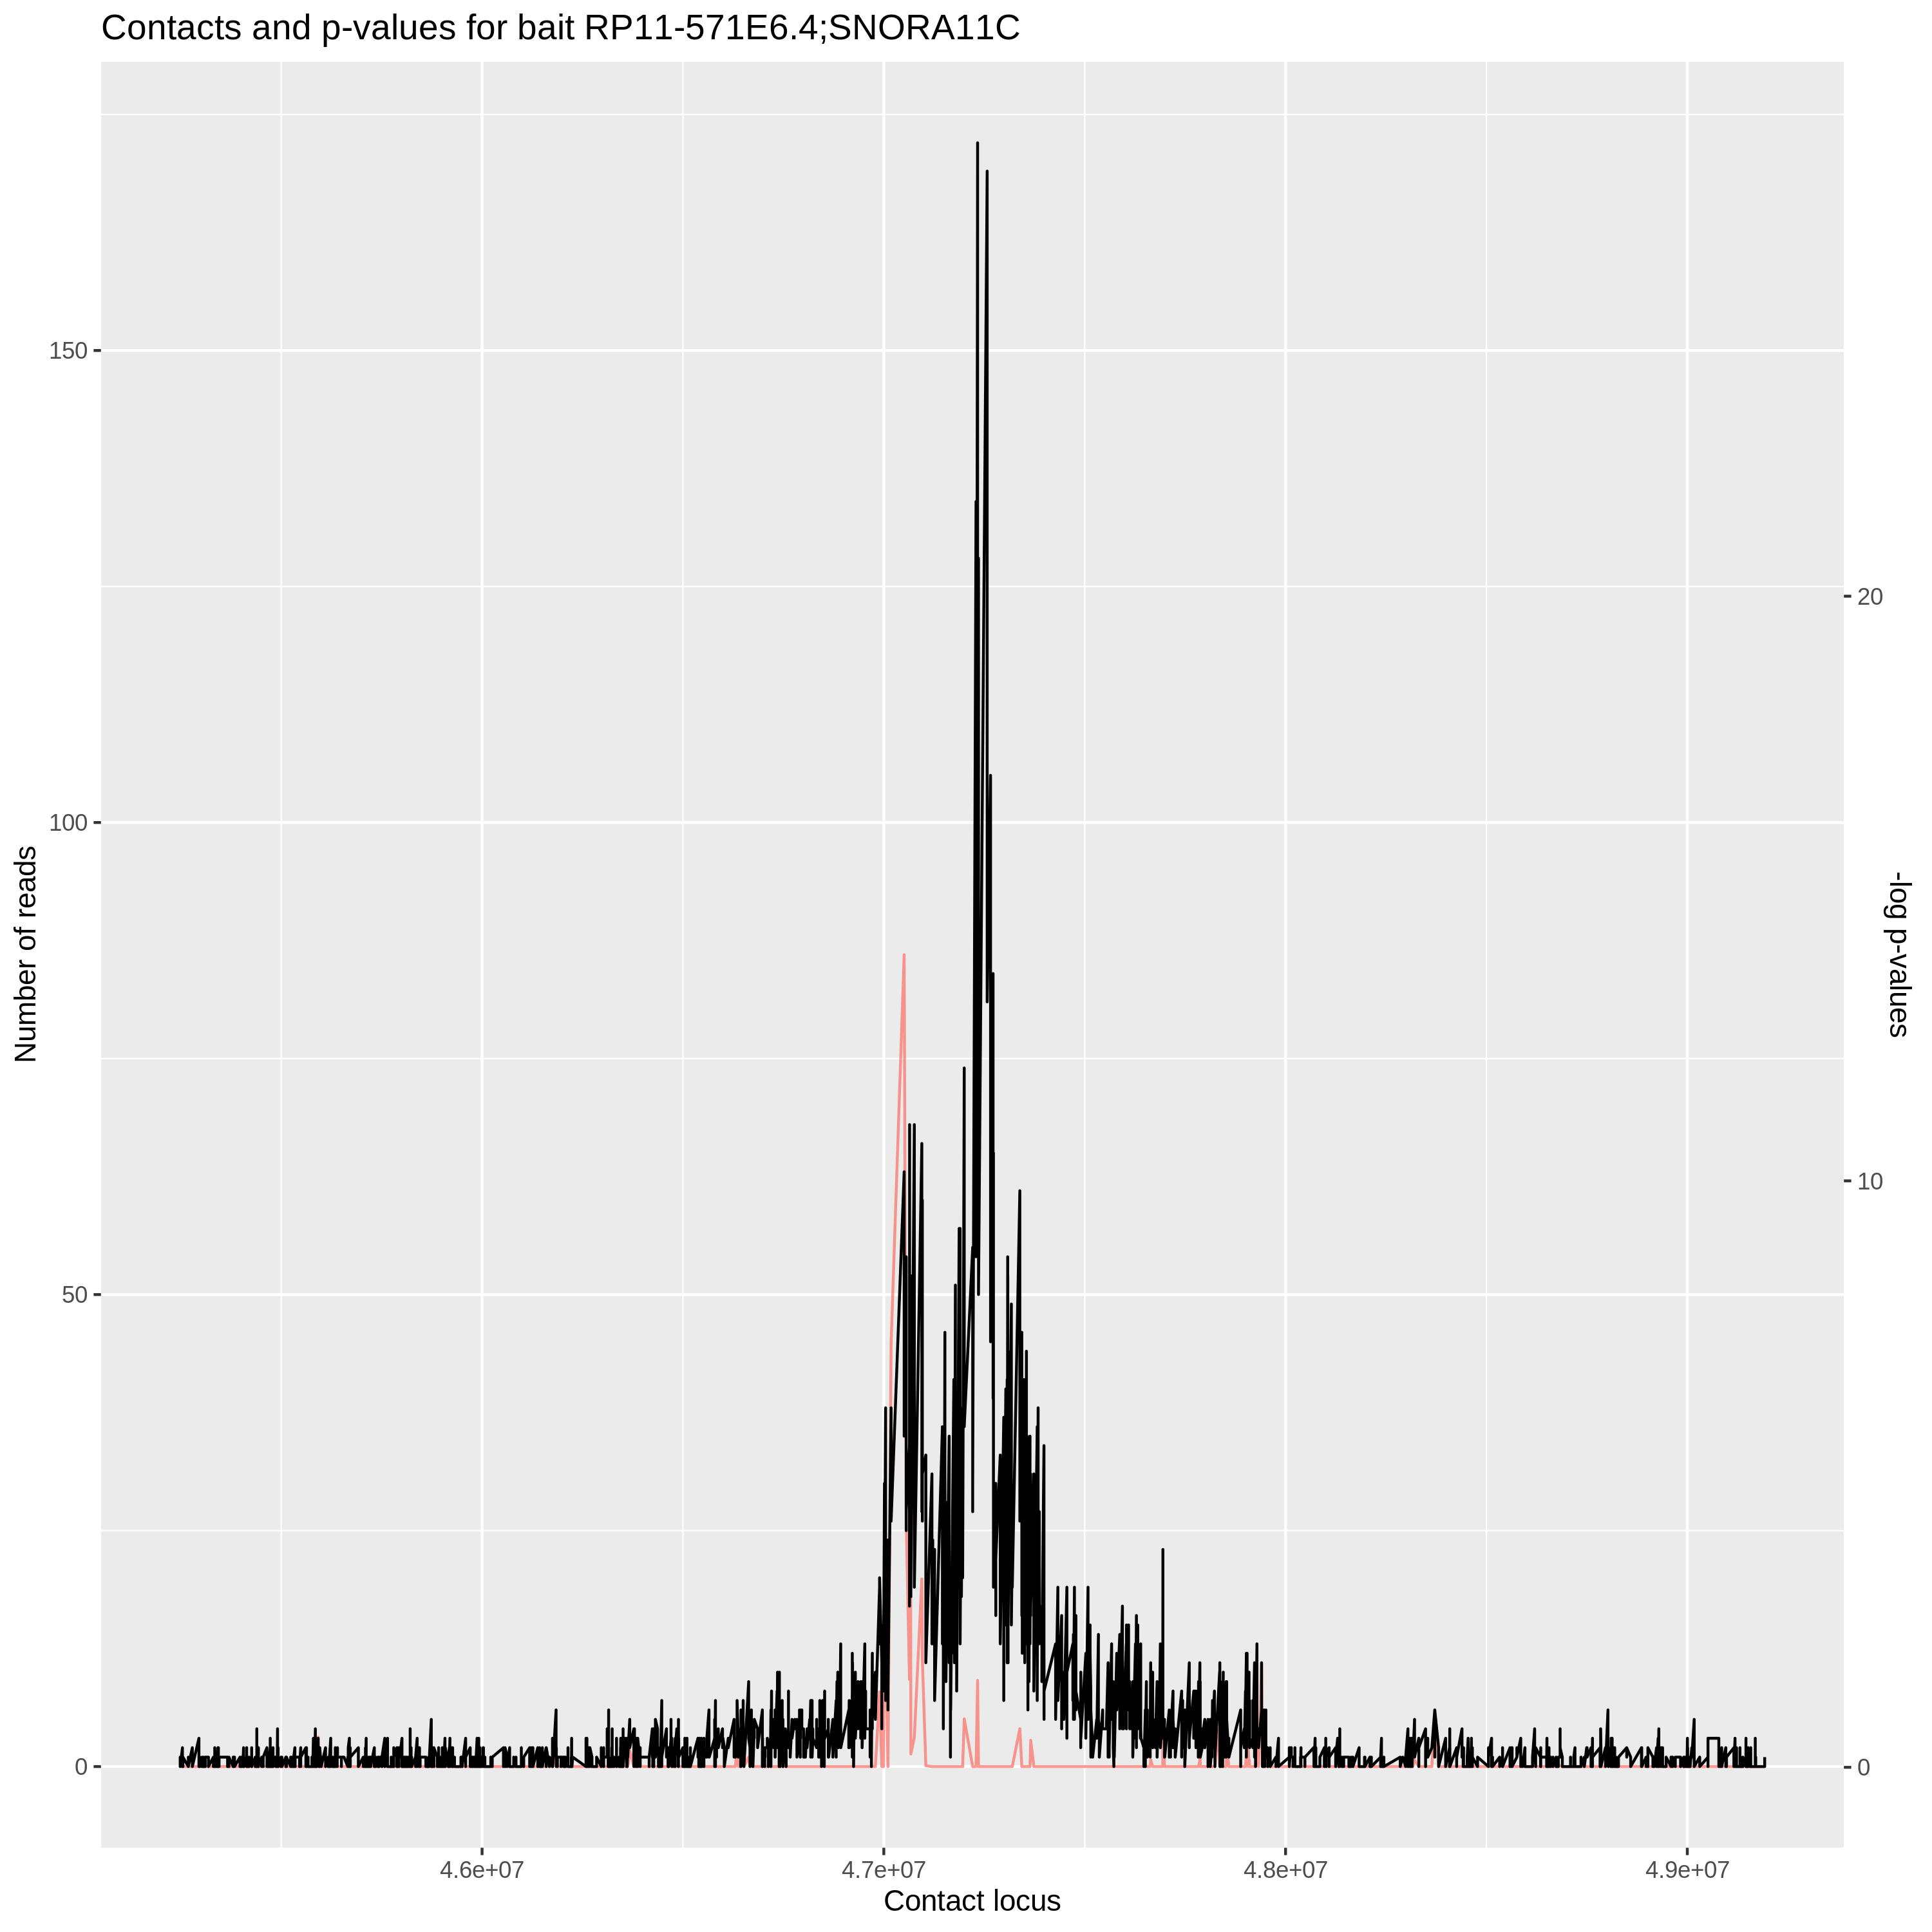 Contacts and p-values for bait RP11-571E6.4;SNORA11C
150
100
50
0
Number of reads
20
10
0
-log p-values
4.6e+07
4.7e+07
4.8e+07
4.9e+07
Contact locus